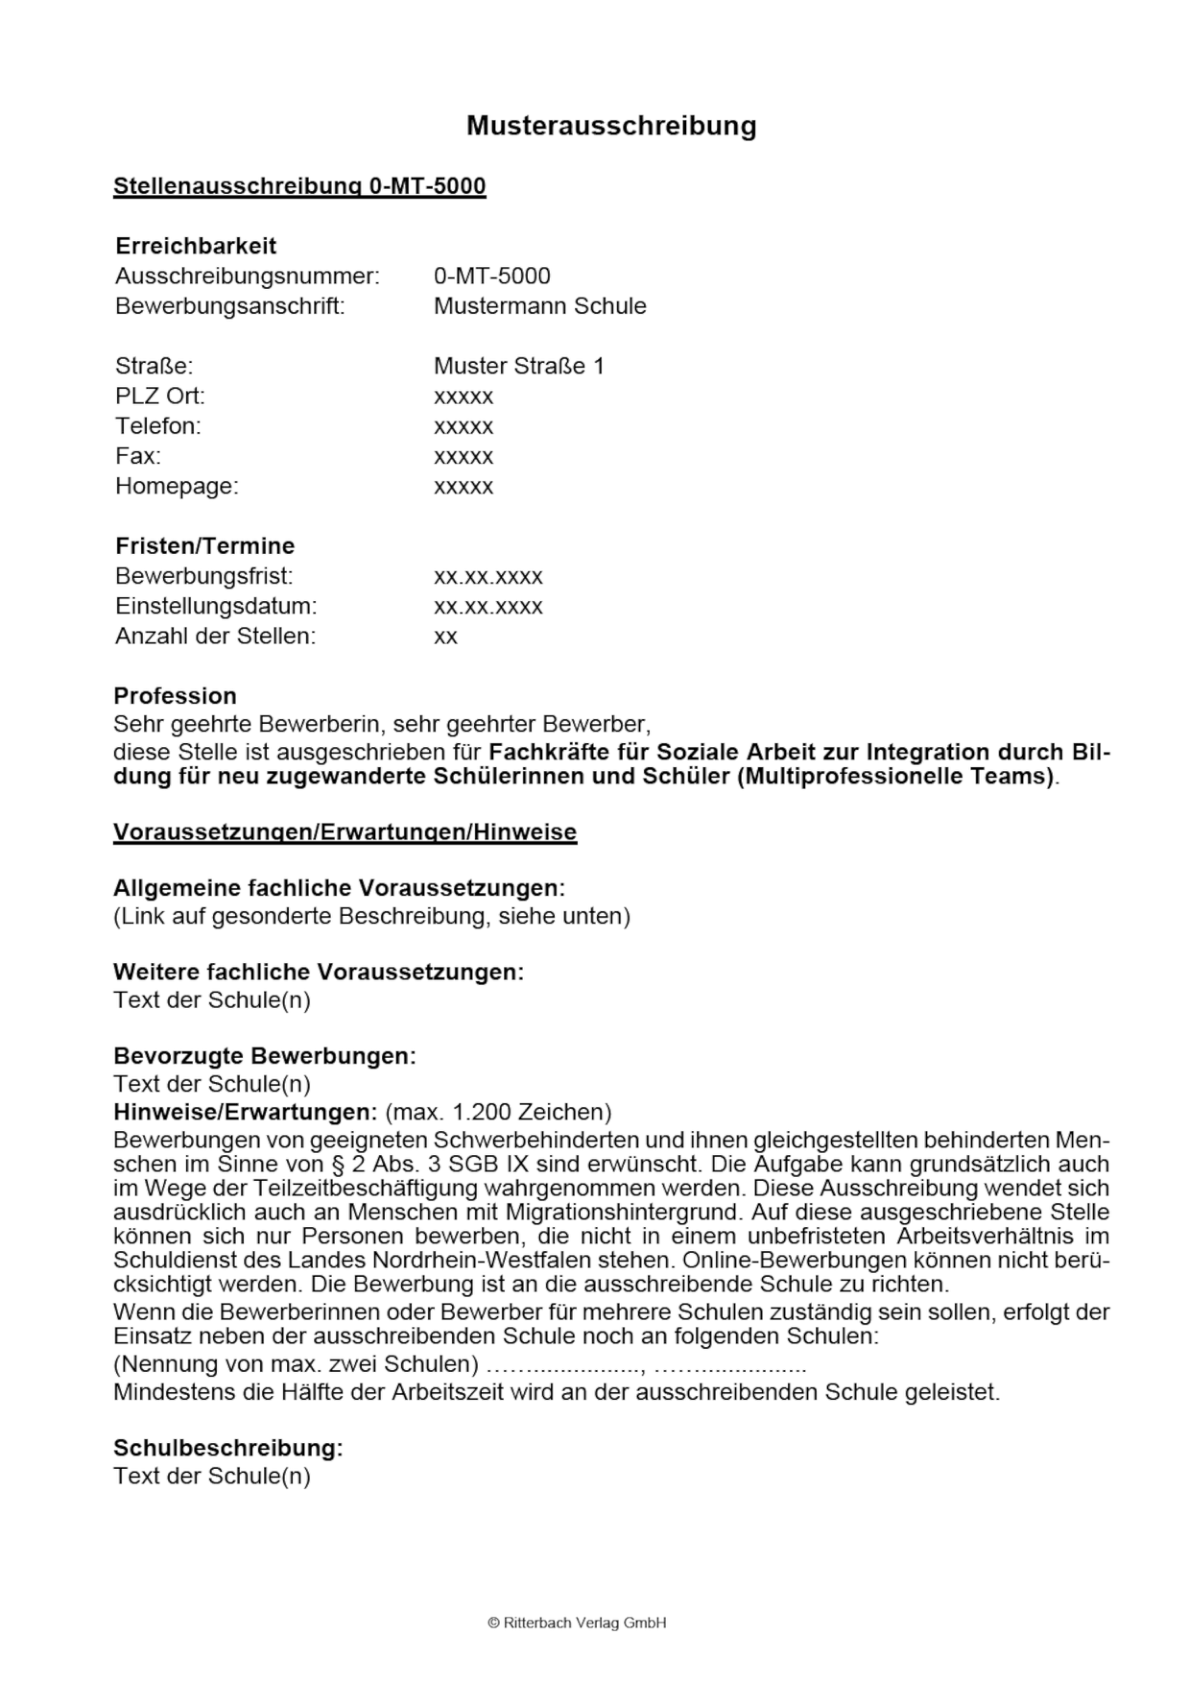 Musterausschreibung
Stellenausschreibung 0-MT-5000
Erreichbarkeit
Ausschreibungsnummer: 0-MT-5000
Bewerbungsanschrift: Mustermann Schule
Straße: Muster Straße 1
PLZ Ort: xxxxx
Telefon: xxxxx
Fax: xxxxx
Homepage: xxxxx
Fristen/Termine
Bewerbungsfrist: xx.xx.xxxx
Einstellungsdatum: xx.xx.xxxx
Anzahl der Stellen: xx
Profession
Sehr geehrte Bewerberin, sehr geehrter Bewerber,
diese Stelle ist ausgeschrieben für Fachkräfte für Soziale Arbeit zur Integration durch Bil-
dung für neu zugewanderte Schülerinnen und Schüler (Multiprofessionelle Teams).
Voraussetzungen/Erwartungen/Hinweise
Allgemeine fachliche Voraussetzungen:
(Link auf gesonderte Beschreibung, siehe unten)
Weitere fachliche Voraussetzungen:
Text der Schule(n)
Bevorzugte Bewerbungen:
Text der Schule(n)
Hinweise/Erwartungen: (max. 1.200 Zeichen)
Bewerbungen von geeigneten Schwerbehinderten und ihnen gleichgestellten behinderten Men-
schen im Sinne von § 2 Abs. 3 SGB IX sind erwünscht. Die Aufgabe kann grundsätzlich auch
im Wege der Teilzeitbeschäftigung wahrgenommen werden. Diese Ausschreibung wendet sich
ausdrücklich auch an Menschen mit Migrationshintergrund. Auf diese ausgeschriebene Stelle
können sich nur Personen bewerben, die nicht in einem unbefristeten Arbeitsverhältnis im
Schuldienst des Landes Nordrhein-Westfalen stehen. Online-Bewerbungen können nicht berü-
cksichtigt werden. Die Bewerbung ist an die ausschreibende Schule zu richten.
Wenn die Bewerberinnen oder Bewerber für mehrere Schulen zuständig sein sollen, erfolgt der
Einsatz neben der ausschreibenden Schule noch an folgenden Schulen:
(Nennung von max. zwei Schulen) ......................, ......................
Mindestens die Hälfte der Arbeitszeit wird an der ausschreibenden Schule geleistet.
Schulbeschreibung:
Text der Schule(n)
© Ritterbach Verlag GmbH